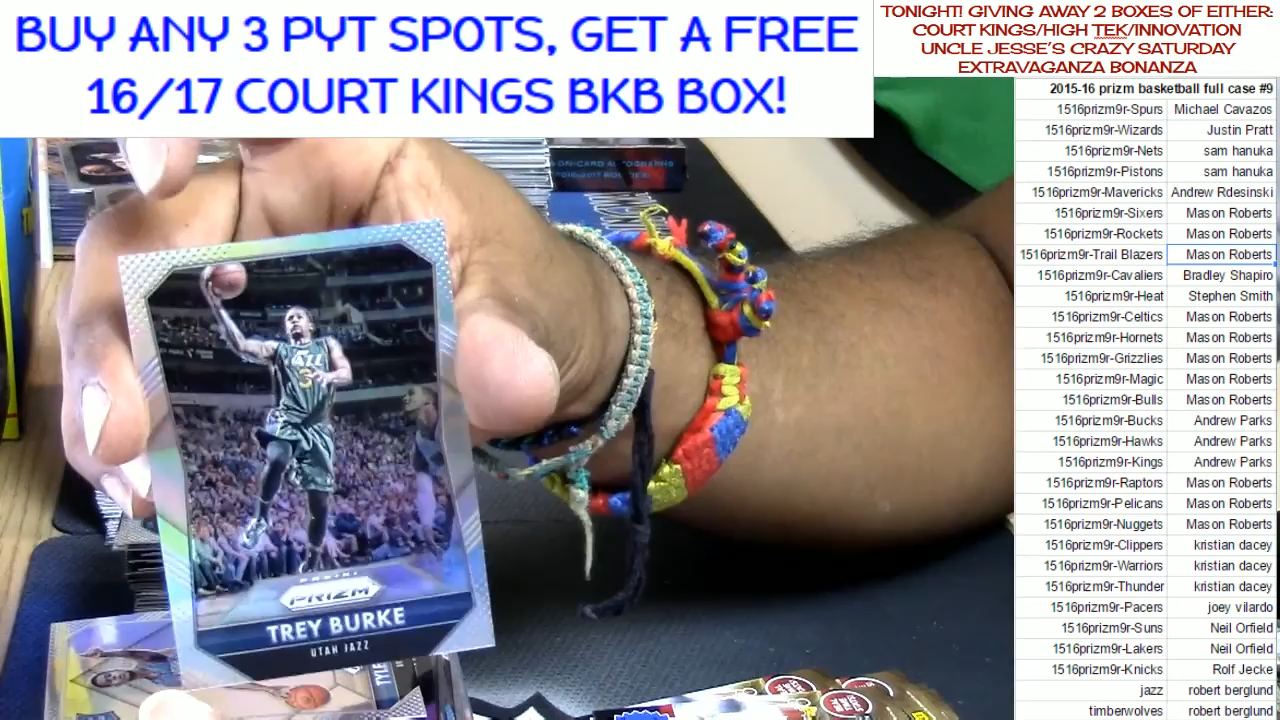 BUY ANY 3 PYT SPOTS, GET A FREE
16/17 COURT KINGS BKB BOX!
TONIGHT! GIVING AWAY 2 BOXES OF EITHER:
COURT KINGS/HIGH TEK/INNOVATION
UNCLE JESSE'S CRAZY SATURDAY
EXTRAVAGANZA BONANZA
2015-16 prizm basketball full case #9
1516prizm9r-Spurs Michael Cavazos
1516prizm9r-Wizards Justin Pratt
1516prizm9r-Nets sam hanuka
1516prizm9r-Pistons sam hanuka
1516prizm9r-Mavericks Andrew Rdesinski
1516prizm9r-Sixers Mason Roberts
1516prizm9r-Rockets Mason Roberts
1516prizm9r-Trail Blazers Mason Roberts
1516prizm9r-Cavaliers Bradley Shapiro
1516prizm9r-Heat Stephen Smith
1516prizm9r-Celtics Mason Roberts
1516prizm9r-Hornets Mason Roberts
1516prizm9r-Grizzlies Mason Roberts
1516prizm9r-Magic Mason Roberts
1516prizm9r-Bulls Mason Roberts
1516prizm9r-Bucks Andrew Parks
1516prizm9r-Hawks Andrew Parks
1516prizm9r-Kings Andrew Parks
1516prizm9r-Raptors Mason Roberts
1516prizm9r-Pelicans Mason Roberts
1516prizm9r-Nuggets Mason Roberts
1516prizm9r-Clippers kristian dacey
1516prizm9r-Warriors kristian dacey
1516prizm9r-Thunder kristian dacey
1516prizm9r-Pacers joey vilardo
1516prizm9r-Suns Neil Orfield
1516prizm9r-Lakers Neil Orfield
1516prizm9r-Knicks Rolf Jecke
jazz robert berglund
timberwolves robert berglund
ON-CARD AUTOGRAPHS
PANINI
PRIZM
TREY BURKE
UTAH JAZZ